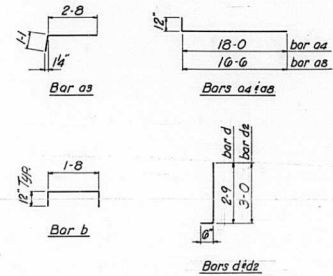 2-8
1-1
1¼"
Bar a3
12"
18-0 bar a4
16-6 bar a8
Bars a4 & a8
1-8
12" TYP.
Bar b
bar d
bar d2
2-9
3-0
6"
Bars d & d2